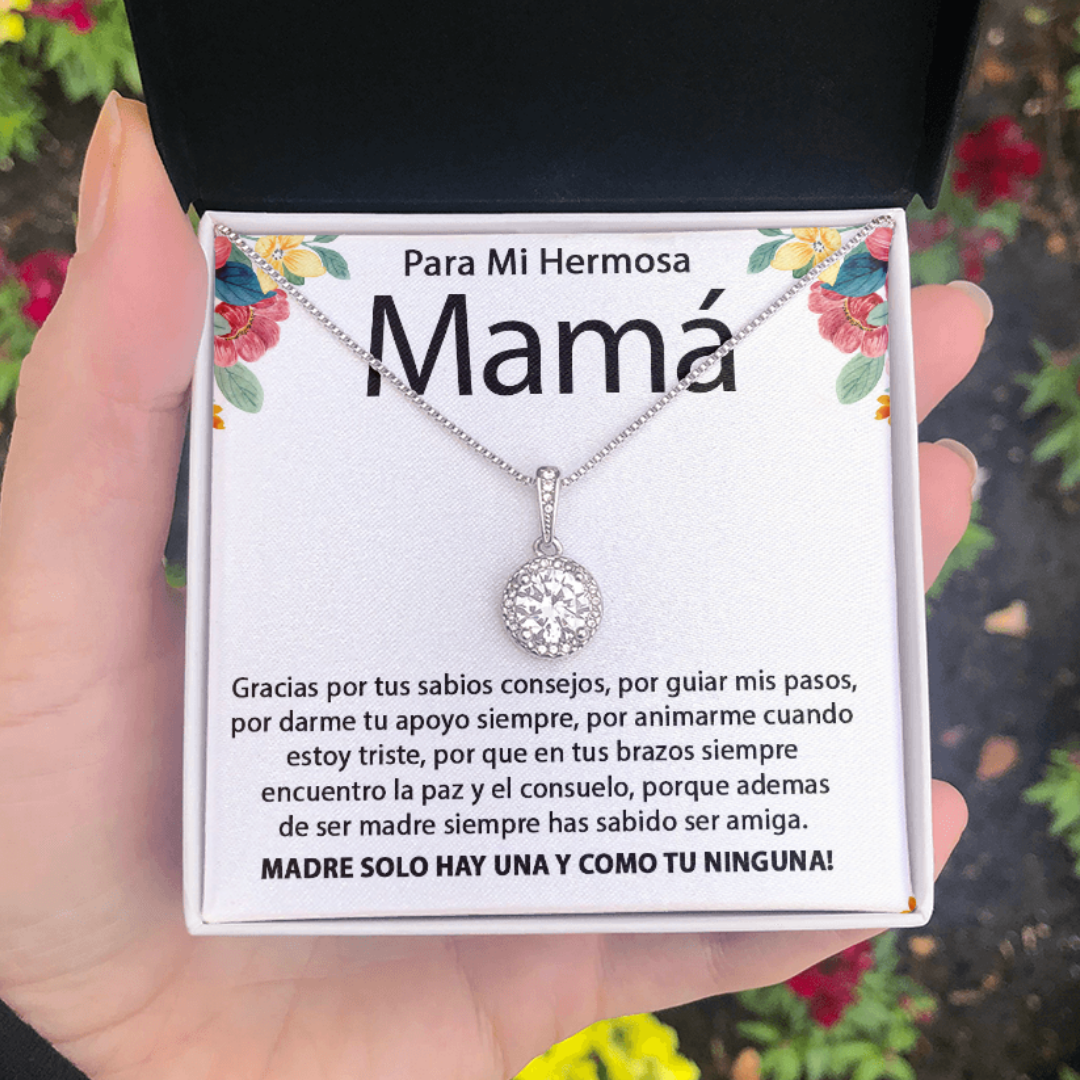 Para Mi Hermosa
Mamá
Gracias por tus sabios consejos, por guiar mis pasos,
por darme tu apoyo siempre, por animarme cuando
estoy triste, por que en tus brazos siempre
encuentro la paz y el consuelo, porque ademas
de ser madre siempre has sabido ser amiga.
MADRE SOLO HAY UNA Y COMO TU NINGUNA!